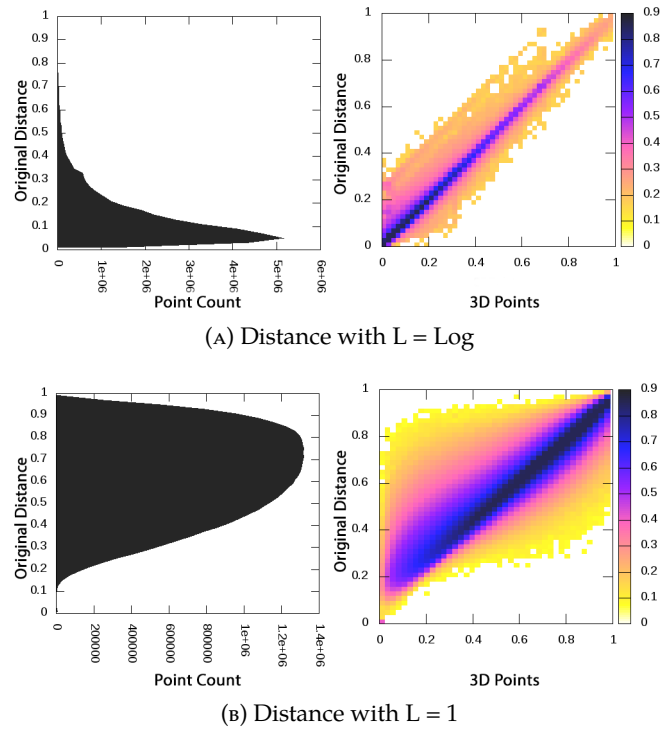 1
0.9
0.8
0.7
0.6
0.5
0.4
0.3
0.2
0.1
0
Original Distance
0
1e+06
2e+06
3e+06
4e+06
5e+06
6e+06
Point Count
1
0.8
0.6
0.4
0.2
0
Original Distance
0.2 0.4 0.6 0.8 1
3D Points
0.9
0.8
0.7
0.6
0.5
0.4
0.3
0.2
0.1
0
(A) Distance with L = Log
1
0.9
0.8
0.7
0.6
0.5
0.4
0.3
0.2
0.1
0
Original Distance
0
200000
400000
600000
800000
1e+06
1.2e+06
1.4e+06
Point Count
1
0.8
0.6
0.4
0.2
0
Original Distance
0.2 0.4 0.6 0.8 1
3D Points
0.9
0.8
0.7
0.6
0.5
0.4
0.3
0.2
0.1
0
(B) Distance with L = 1